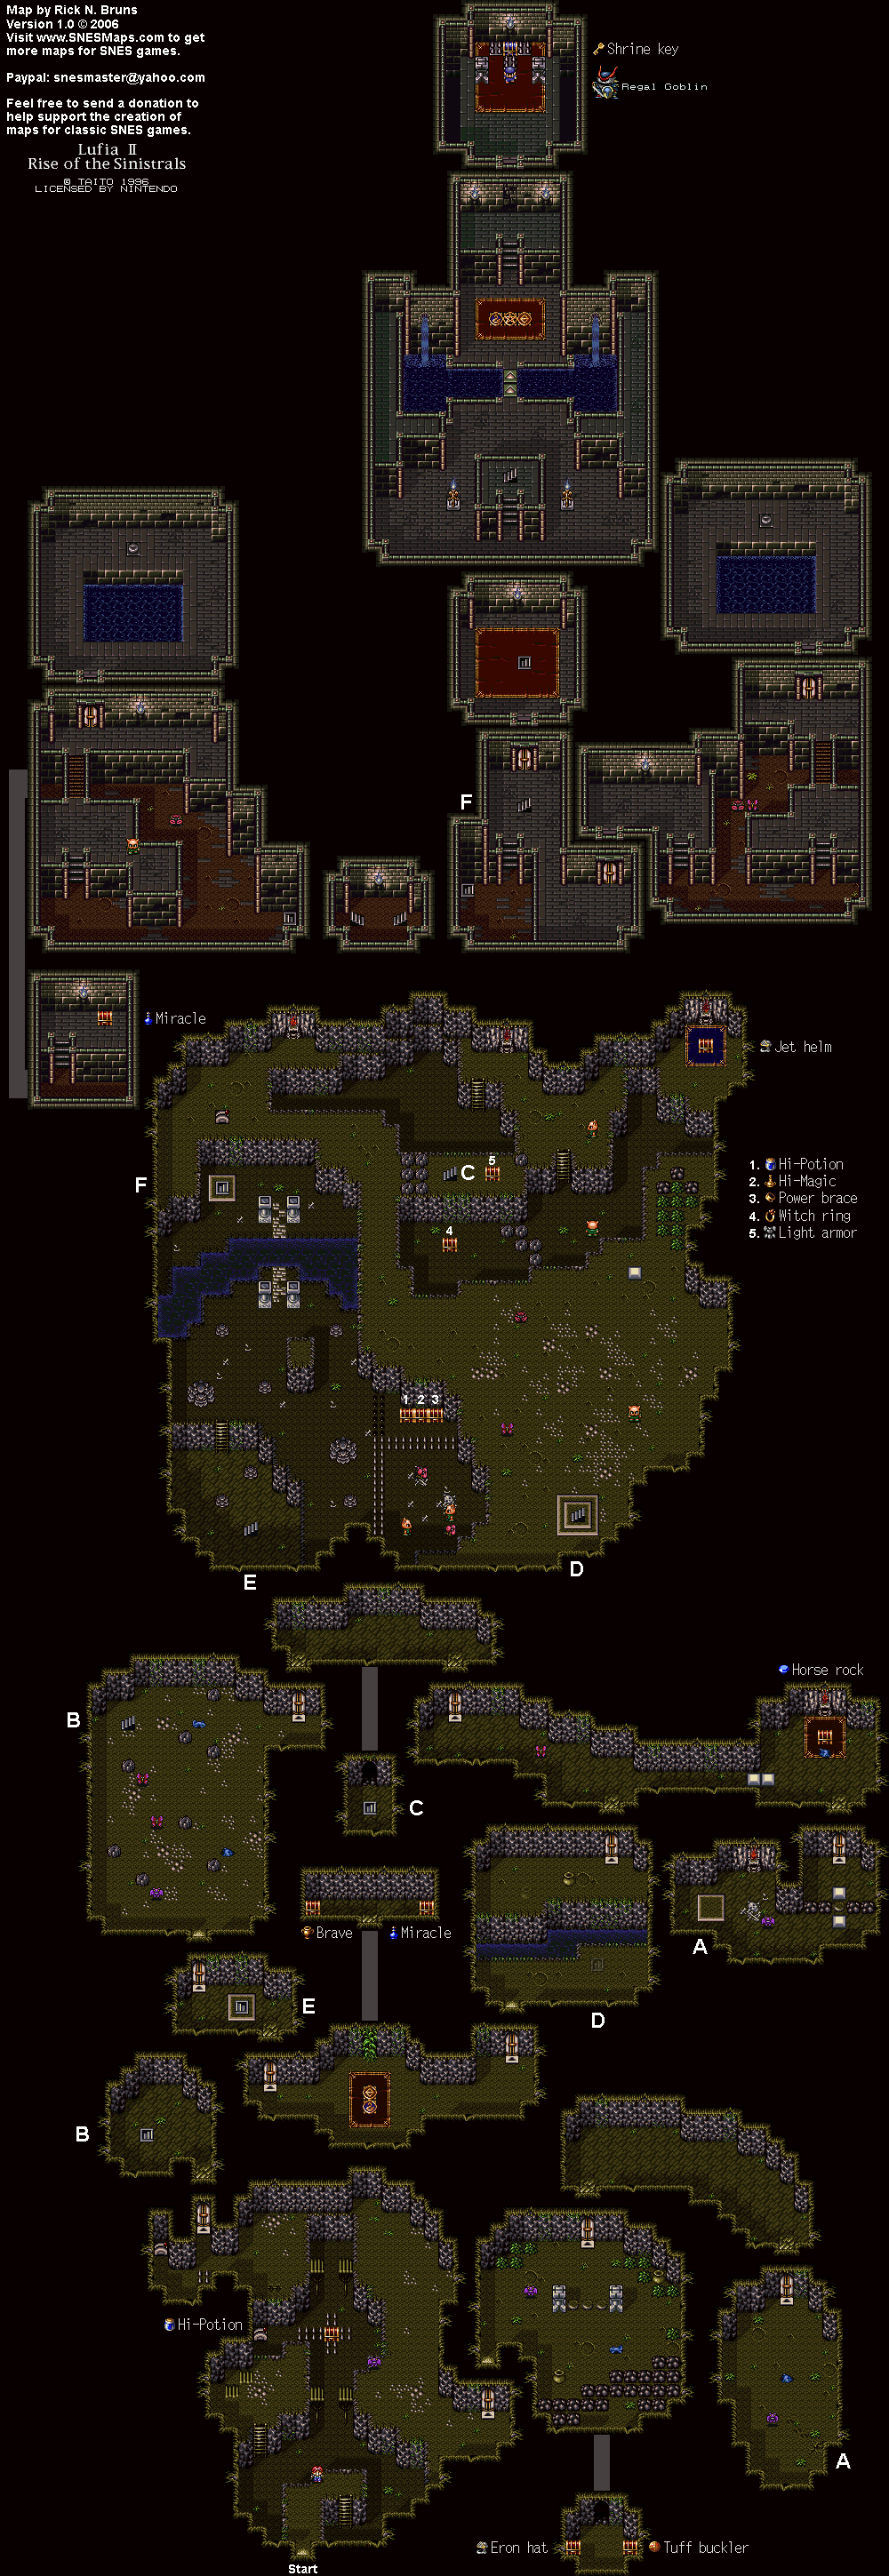 Map by Rick N. Bruns
Version 1.0 © 2006
Visit www.SNESMaps.com to get
more maps for SNES games.
Paypal: snesmaster@yahoo.com
Feel free to send a donation to
help support the creation of
maps for classic SNES games.
Lufia II
Rise of the Sinistrals
© TAITO 1996
LICENSED BY NINTENDO
Shrine key
Regal Goblin
F
Miracle
Jet helm
F
C
5
4
1. Hi-Potion
2. Hi-Magic
3. Power brace
4. Witch ring
5. Light armor
1 2 3
E
D
Horse rock
B
C
A
Brave
Miracle
E
D
B
Hi-Potion
A
Eron hat
Tuff buckler
Start